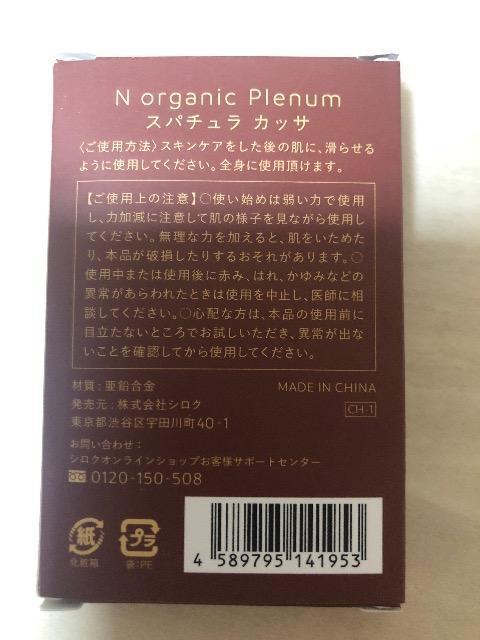 N organic Plenum
スパチュラ カッサ
〈ご使用方法〉スキンケアをした後の肌に、滑らせる
ように使用してください。全身に使用頂けます。
【ご使用上の注意】○使い始めは弱い力で使用
し、力加減に注意して肌の様子を見ながら使用し
てください。無理な力を加えると、肌をいためた
り、本品が破損したりするおそれがあります。○
使用中または使用後に赤み、はれ、かゆみなどの
異常があらわれたときは使用を中止し、医師に相
談してください。○心配な方は、本品の使用前に
目立たないところでお試しいただき、異常が出な
いことを確認してから使用してください。
材質：亜鉛合金
MADE IN CHINA
発売元：株式会社シロク
CH-1
東京都渋谷区宇田川町40-1
お問い合わせ：
シロクオンラインショップお客様サポートセンター
0120-150-508
紙
化粧箱
プラ
袋：PE
4 589795 141953